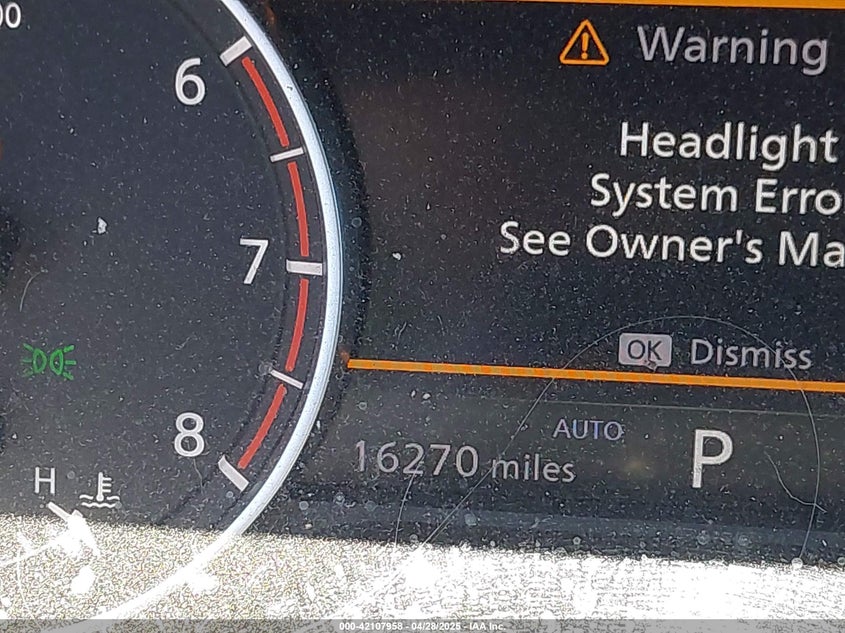 00
6
Warning
Headlight
System Erro
See Owner's Ma
7
OK Dismiss
8
AUTO
16270 miles
P
H
000-42107958 - 04/28/2025 - IAA Inc.